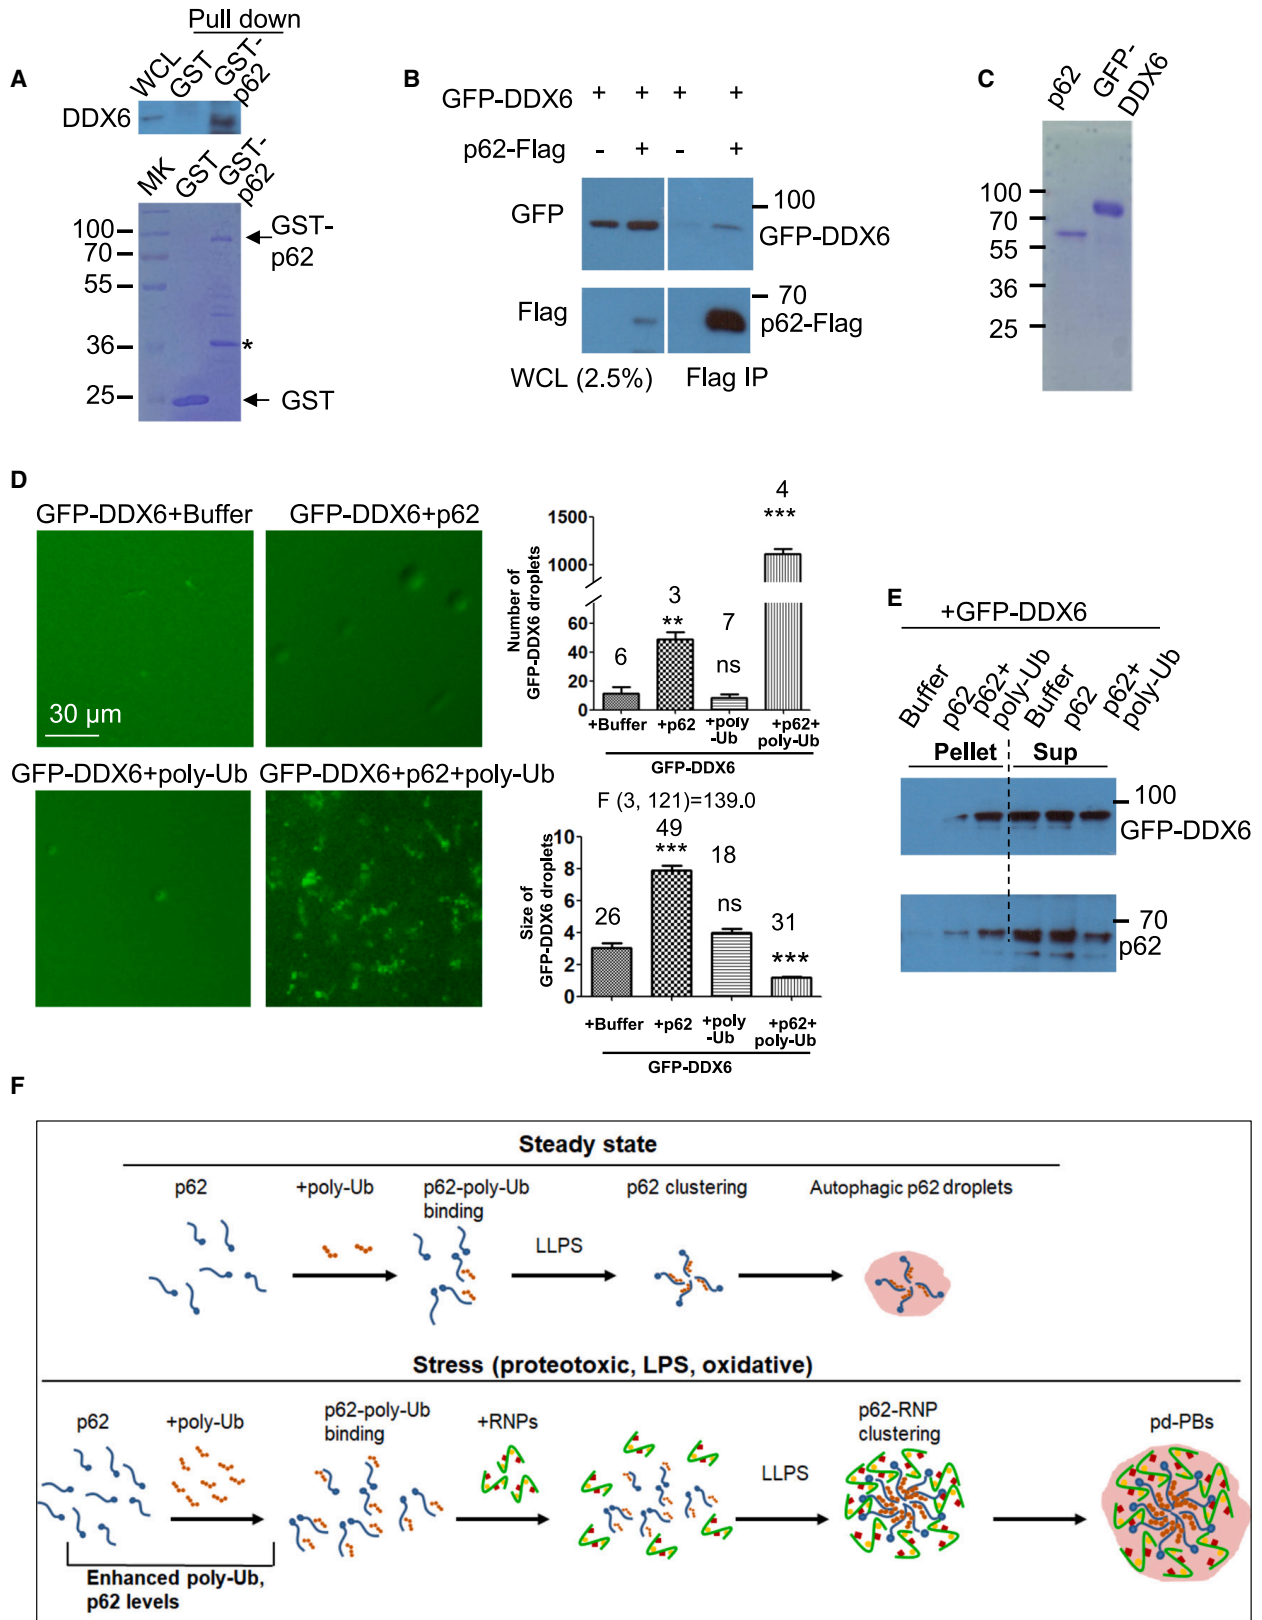 A
Pull down
WCL
GST
GST-
p62
DDX6
MK
GST
GST-
p62
100
70
55
36
25
GST-
p62
*
GST
B
GFP-DDX6 + + + +
p62-Flag - + - +
GFP
100
GFP-DDX6
Flag
70
p62-Flag
WCL (2.5%) Flag IP
C
p62
GFP-
DDX6
100
70
55
36
25
D
GFP-DDX6+Buffer
GFP-DDX6+p62
30 µm
GFP-DDX6+poly-Ub
GFP-DDX6+p62+poly-Ub
Number of
GFP-DDX6 droplets
1500
1000
60
40
20
0
6
3
**
7
ns
4
***
+Buffer
+p62
+poly
-Ub
+p62+
poly-Ub
GFP-DDX6
F (3, 121)=139.0
Size of
GFP-DDX6 droplets
10
8
6
4
2
0
26
49
***
18
ns
31
***
+Buffer
+p62
+poly
-Ub
+p62+
poly-Ub
GFP-DDX6
E
+GFP-DDX6
Buffer
p62
p62+
poly-Ub
Buffer
p62
p62+
poly-Ub
Pellet
Sup
100
GFP-DDX6
70
p62
F
Steady state
p62
+poly-Ub
p62-poly-Ub
binding
LLPS
p62 clustering
Autophagic p62 droplets
Stress (proteotoxic, LPS, oxidative)
p62
+poly-Ub
p62-poly-Ub
binding
+RNPs
LLPS
p62-RNP
clustering
pd-PBs
Enhanced poly-Ub,
p62 levels